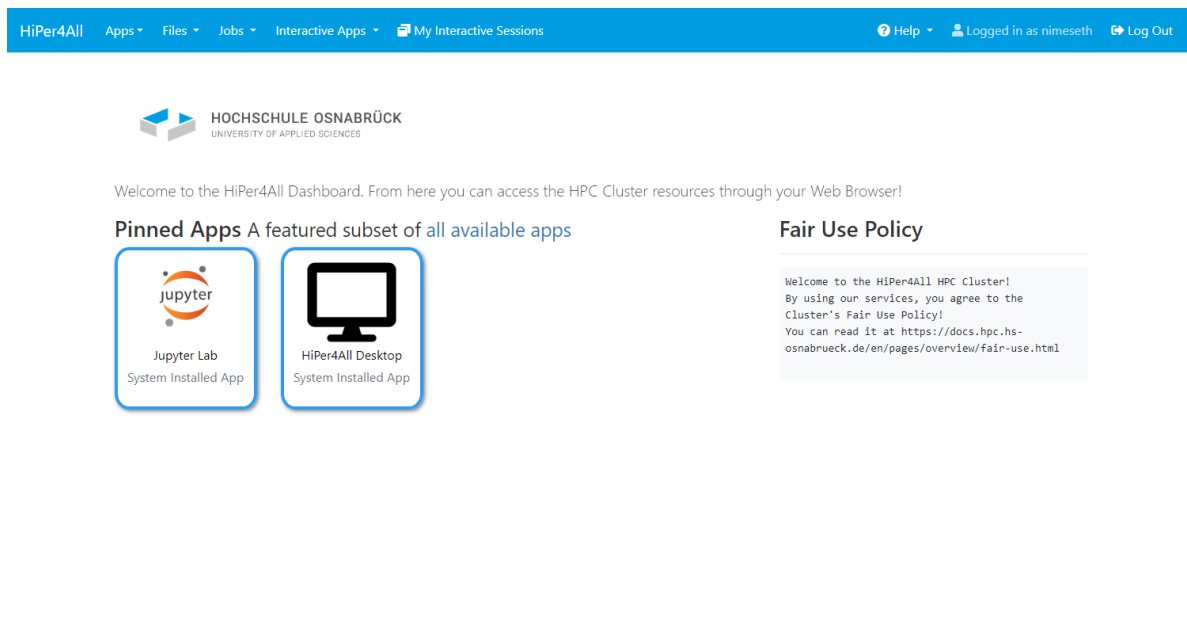 HiPer4All Apps Files Jobs Interactive Apps My Interactive Sessions Help Logged in as nimeseth Log Out
HOCHSCHULE OSNABRÜCK
UNIVERSITY OF APPLIED SCIENCES
Welcome to the HiPer4All Dashboard. From here you can access the HPC Cluster resources through your Web Browser!
Pinned Apps A featured subset of all available apps
jupyter
Jupyter Lab
System Installed App
HiPer4All Desktop
System Installed App
Fair Use Policy
Welcome to the HiPer4All HPC Cluster!
By using our services, you agree to the
Cluster's Fair Use Policy!
You can read it at https://docs.hpc.hs-
osnabrueck.de/en/pages/overview/fair-use.html